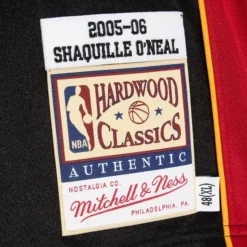 2005-06
SHAQUILLE O'NEAL
HARDWOOD
NBA
CLASSICS
AUTHENTIC
NOSTALGIA CO.
Mitchell & Ness
PHILADELPHIA, PA.
48(XL)